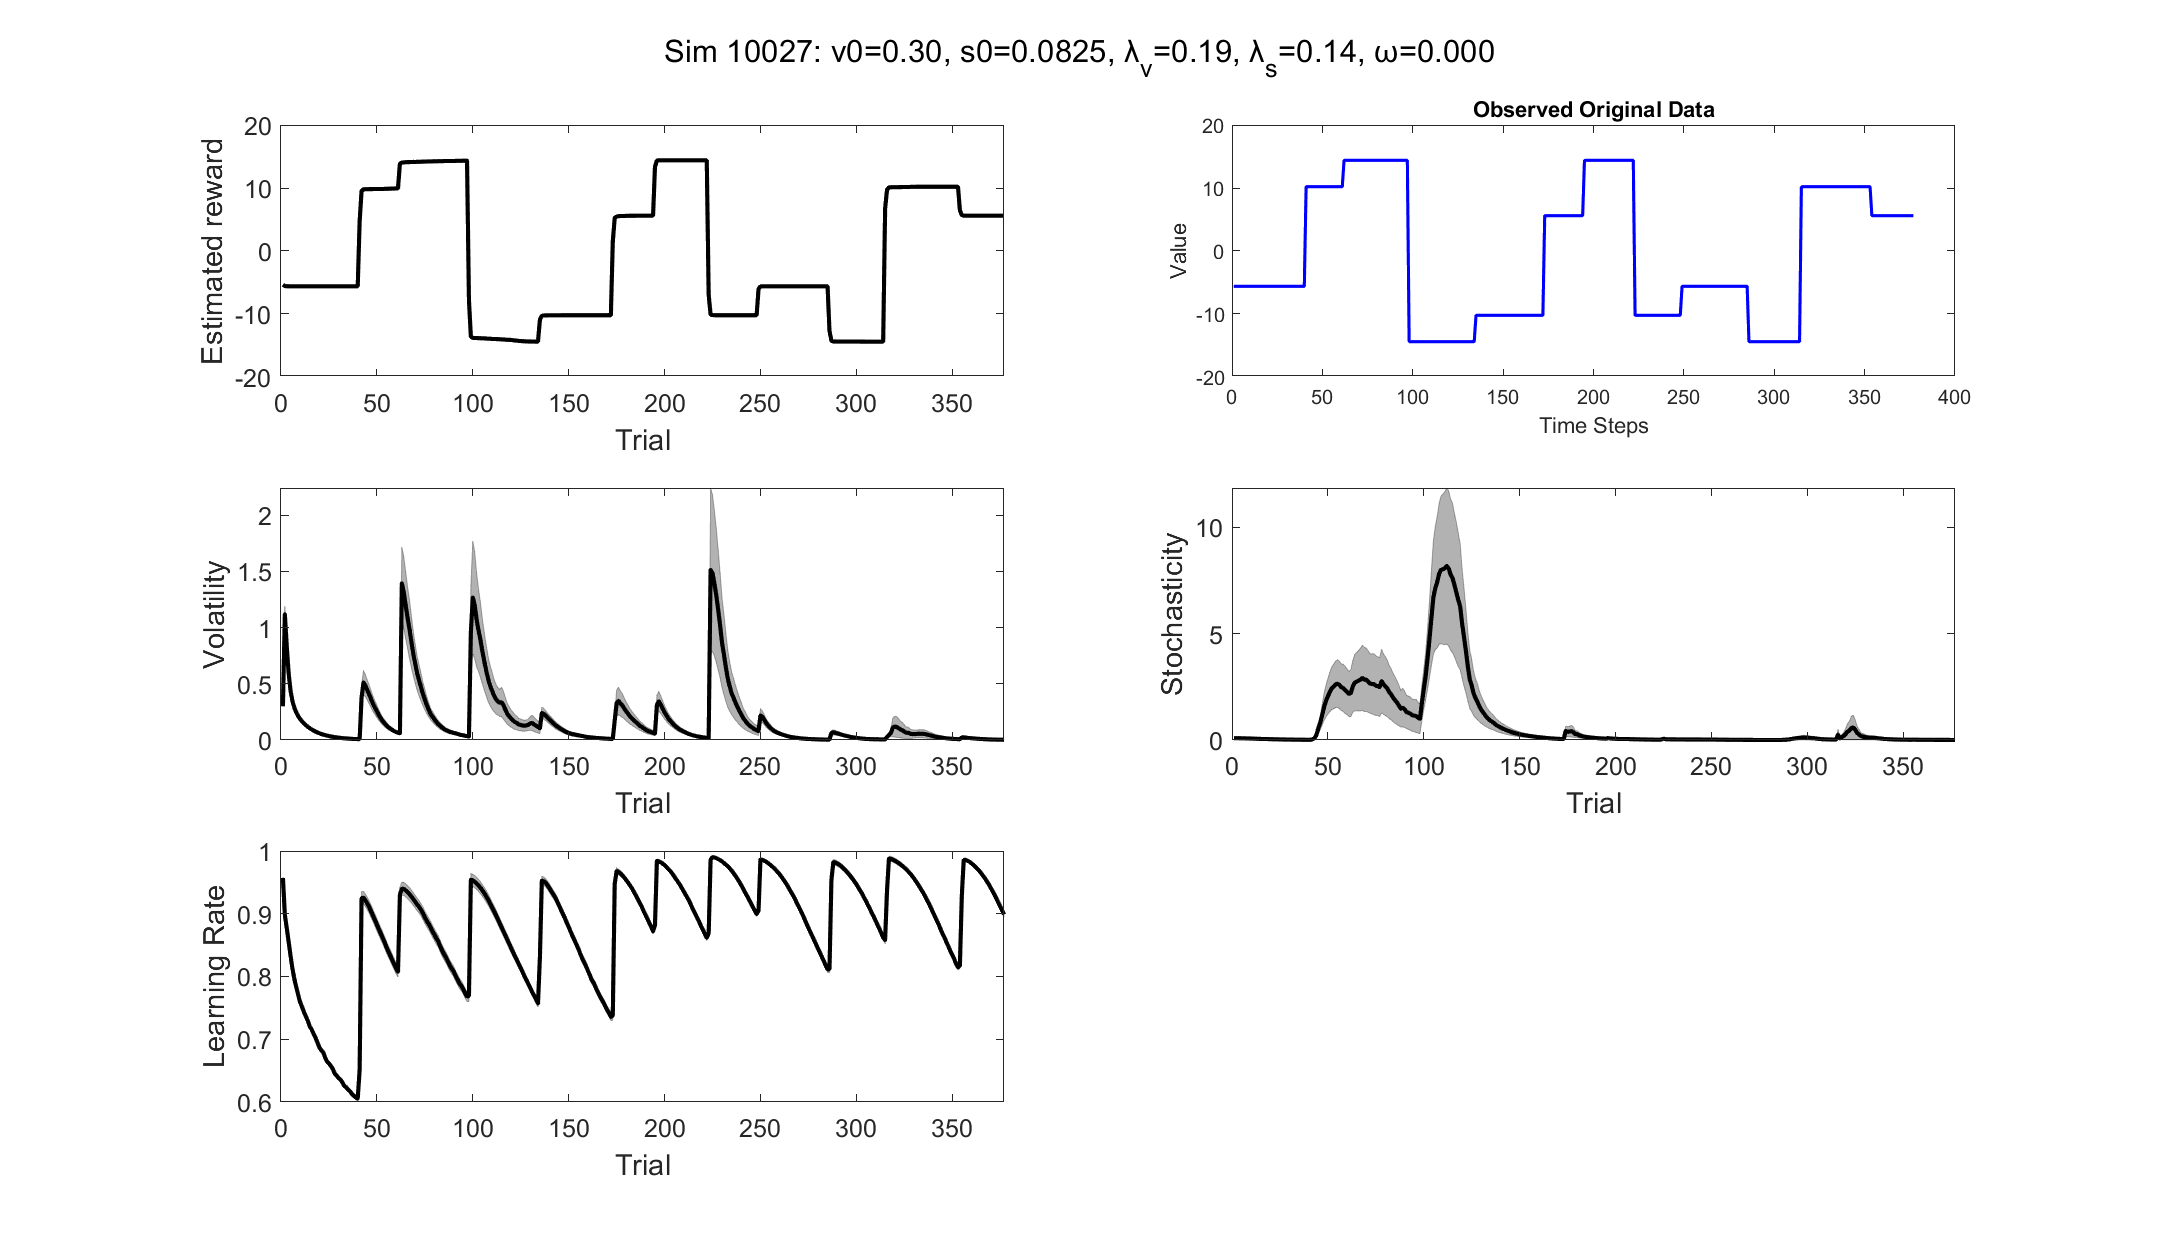 Sim 10027: v0=0.30, s0=0.0825, λ_v=0.19, λ_s=0.14, ω=0.000
Estimated reward
20
10
0
-10
-20
0 50 100 150 200 250 300 350
Trial
Observed Original Data
Value
20
10
0
-10
-20
0 50 100 150 200 250 300 350 400
Time Steps
Volatility
2
1.5
1
0.5
0
0 50 100 150 200 250 300 350
Trial
Stochasticity
10
5
0
0 50 100 150 200 250 300 350
Trial
Learning Rate
1
0.9
0.8
0.7
0.6
0 50 100 150 200 250 300 350
Trial